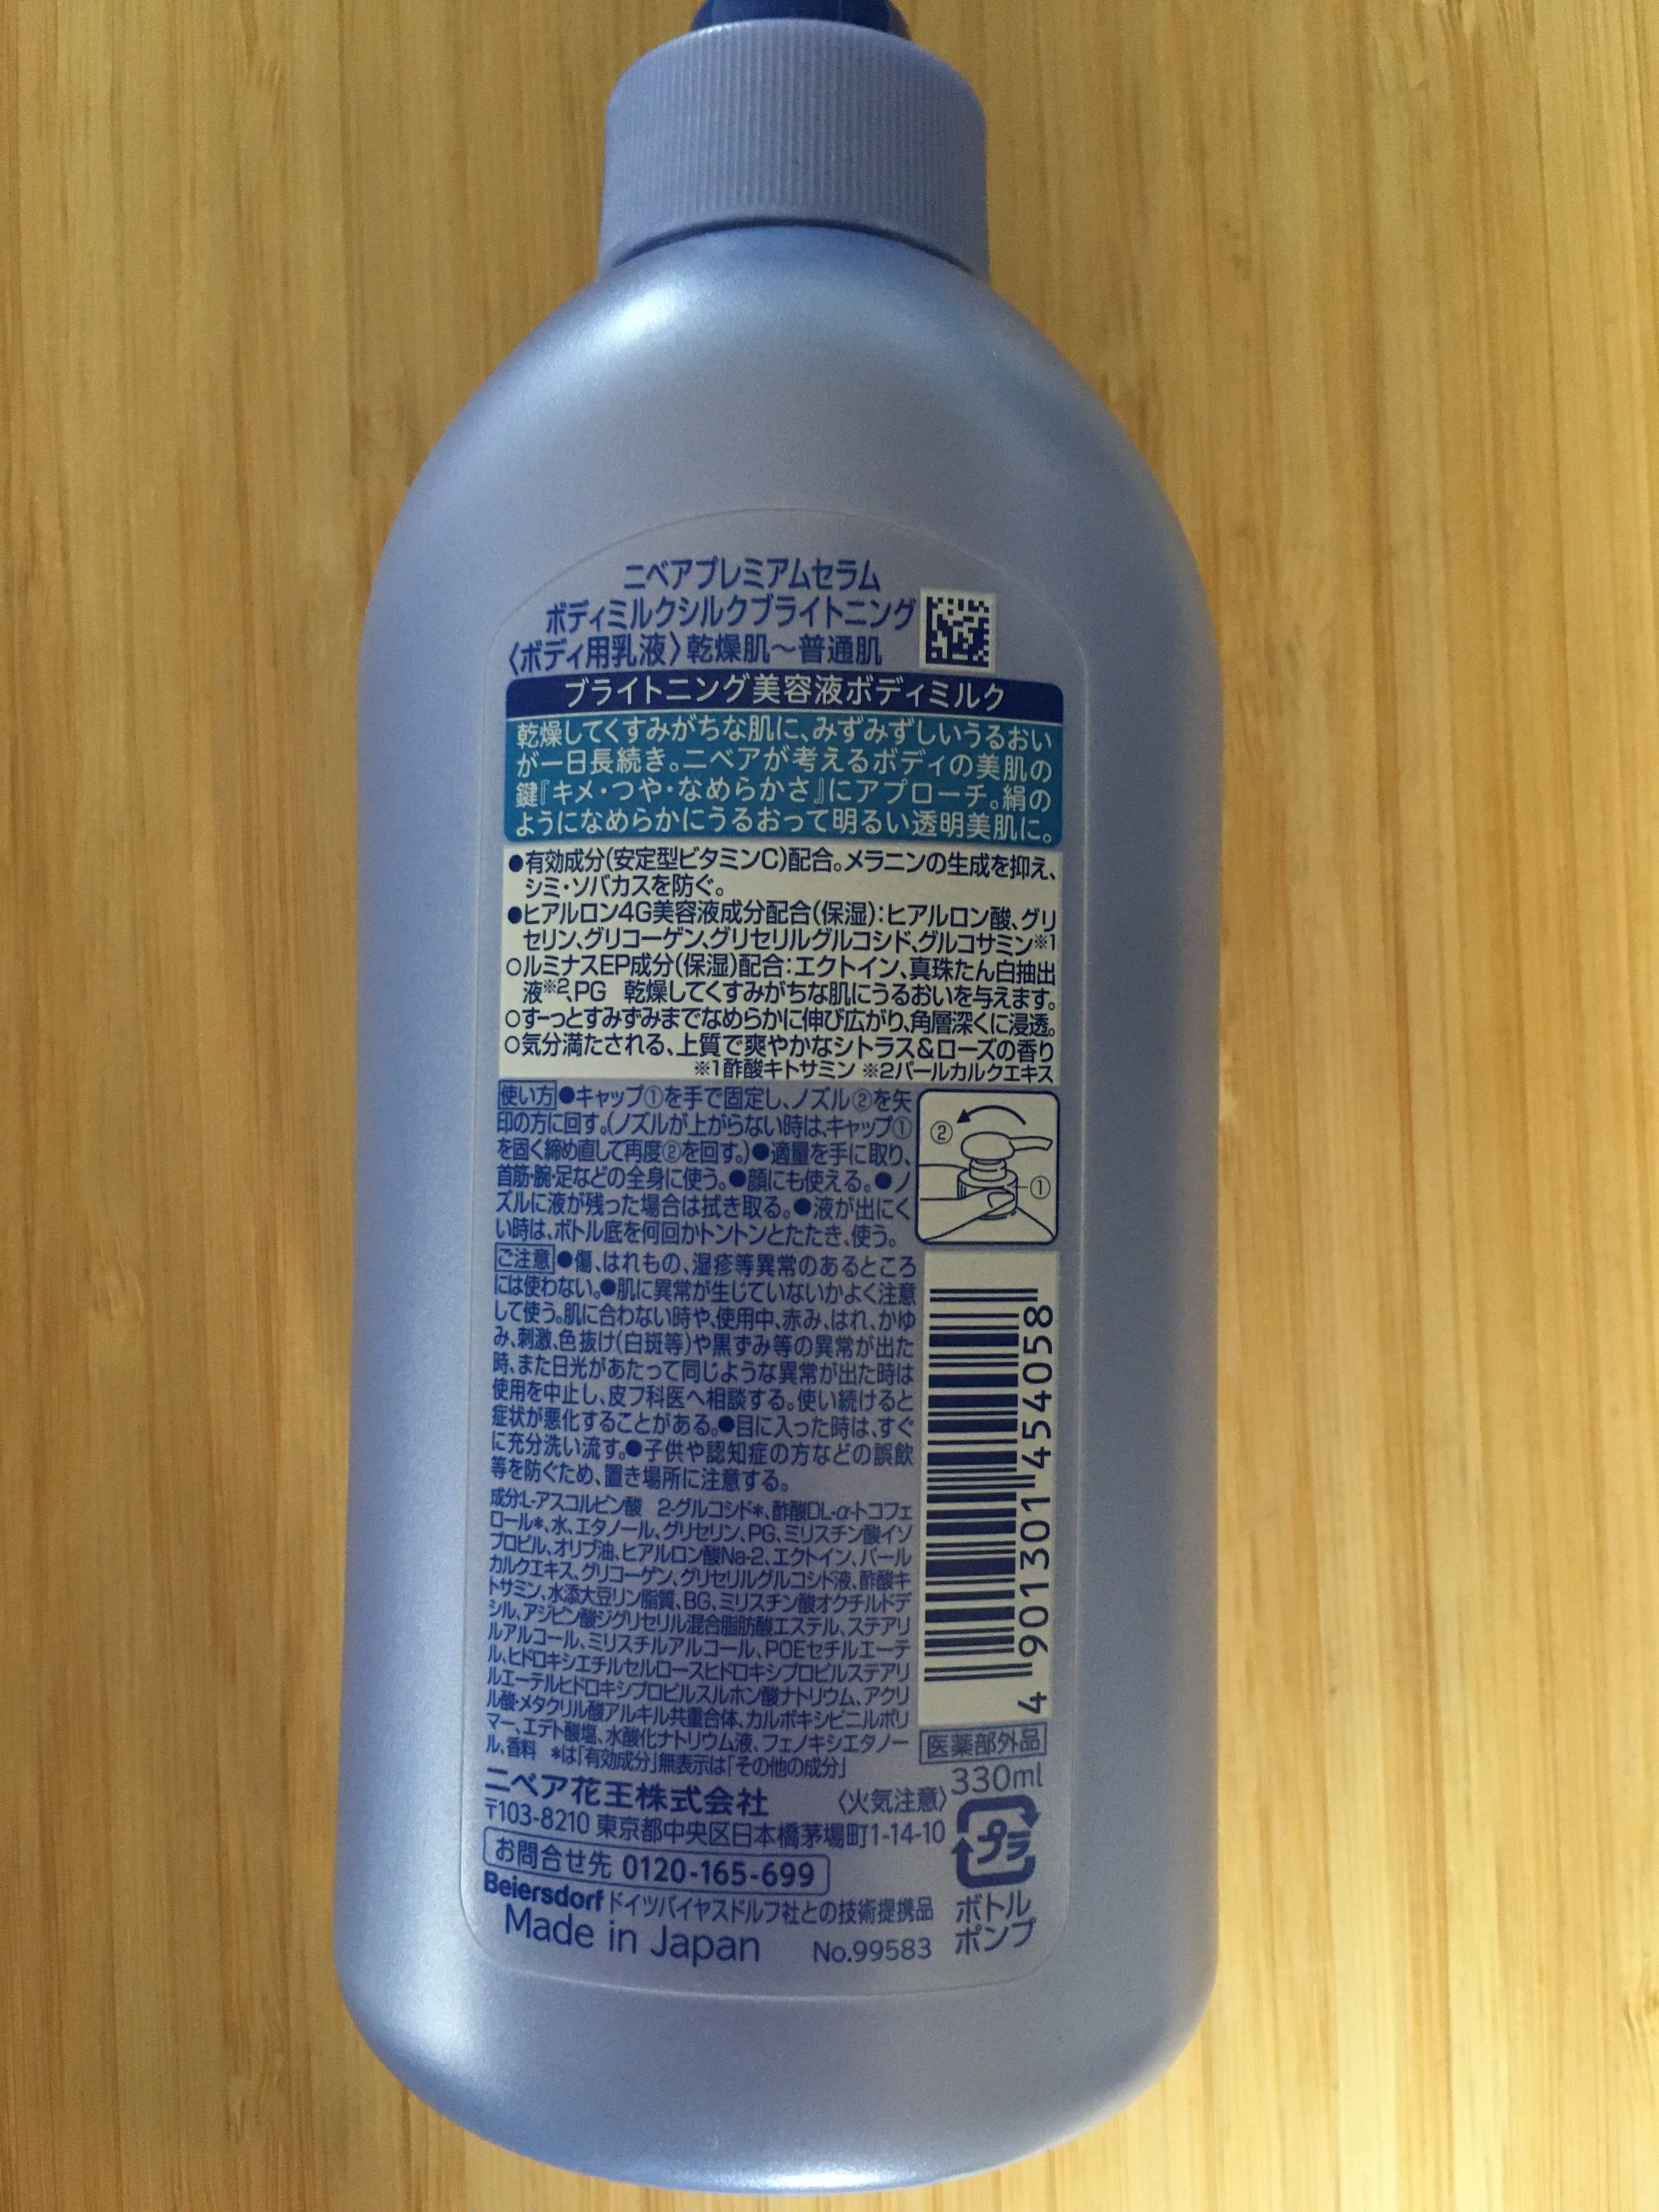 ニベアプレミアムセラム
ボディミルクシルクブライトニング
〈ボディ用乳液〉乾燥肌～普通肌
ブライトニング美容液ボディミルク
乾燥してくすみがちな肌に、みずみずしいうるおい
が一日長続き。ニベアが考えるボディの美肌の
鍵『キメ・つや・なめらかさ』にアプローチ。絹の
ようになめらかにうるおって明るい透明美肌に。
●有効成分(安定型ビタミンC)配合。メラニンの生成を抑え、
シミ・ソバカスを防ぐ。
●ヒアルロン4G美容液成分配合(保湿):ヒアルロン酸、グリ
セリン、グリコーゲン、グリセリルグルコシド、グルコサミン※1
○ルミナスEP成分(保湿)配合:エクトイン、真珠たん白抽出
液※2、PG 乾燥してくすみがちな肌にうるおいを与えます。
○すーっとすみずみまでなめらかに伸び広がり、角層深くに浸透。
○気分満たされる、上質で爽やかなシトラス&ローズの香り
※1酢酸キトサミン ※2パールカルクエキス
使い方●キャップ①を手で固定し、ノズル②を矢
印の方に回す。(ノズルが上がらない時は、キャップ①
を固く締め直して再度②を回す。)●適量を手に取り、
首筋・腕・足などの全身に使う。●顔にも使える。●ノ
ズルに液が残った場合は拭き取る。●液が出にく
い時は、ボトル底を何回かトントンとたたき、使う。
②
①
ご注意●傷、はれもの、湿疹等異常のあるところ
には使わない。●肌に異常が生じていないかよく注意
して使う。肌に合わない時や、使用中、赤み、はれ、かゆ
み、刺激、色抜け(白斑等)や黒ずみ等の異常が出た
時、また日光があたって同じような異常が出た時は
使用を中止し、皮フ科医へ相談する。使い続けると
症状が悪化することがある。●目に入った時は、すぐ
に充分洗い流す。●子供や認知症の方などの誤飲
等を防ぐため、置き場所に注意する。
成分:L-アスコルビン酸 2-グルコシド*、酢酸DL-α-トコフェ
ロール*、水、エタノール、グリセリン、PG、ミリスチン酸イソ
プロピル、オリブ油、ヒアルロン酸Na-2、エクトイン、パール
カルクエキス、グリコーゲン、グリセリルグルコシド液、酢酸キ
トサミン、水添大豆リン脂質、BG、ミリスチン酸オクチルドデ
シル、アジピン酸ジグリセリル混合脂肪酸エステル、ステアリ
ルアルコール、ミリスチルアルコール、POEセチルエーテ
ル、ヒドロキシエチルセルロースヒドロキシプロピルステアリ
ルエーテルヒドロキシプロピルスルホン酸ナトリウム、アクリ
ル酸・メタクリル酸アルキル共重合体、カルボキシビニルポリ
マー、エデト酸塩、水酸化ナトリウム液、フェノキシエタノー
ル、香料 *は「有効成分」無表示は「その他の成分」
4 901301 454058
医薬部外品
330ml
ニベア花王株式会社 〈火気注意〉
〒103-8210 東京都中央区日本橋茅場町1-14-10
お問合せ先 0120-165-699
Beiersdorf ドイツバイヤスドルフ社との技術提携品
Made in Japan No.99583
プラ
ボトル
ポンプ